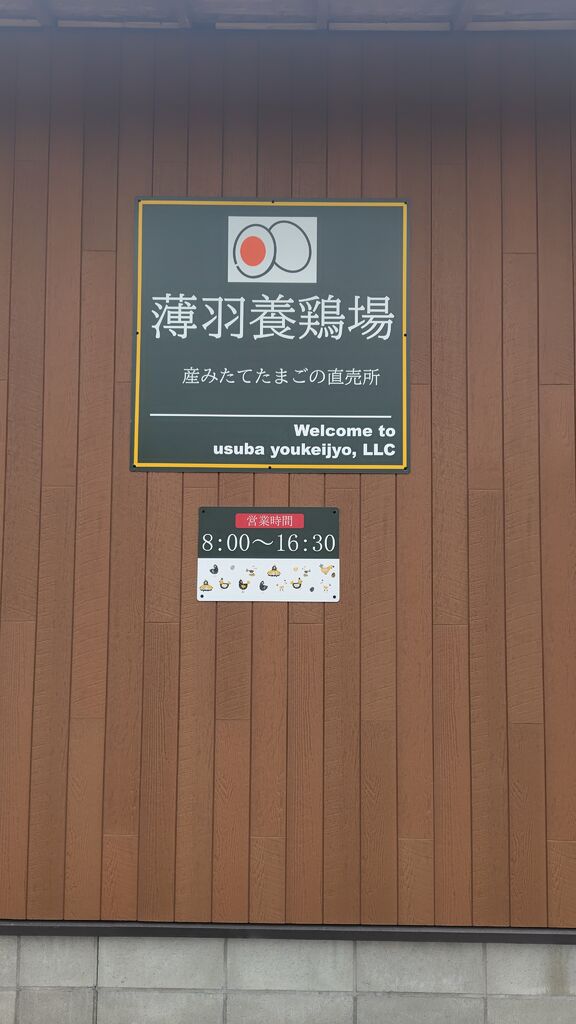 薄羽養鶏場
産みたてたまごの直売所
Welcome to
usuba youkeijyo, LLC
営業時間
8:00～16:30